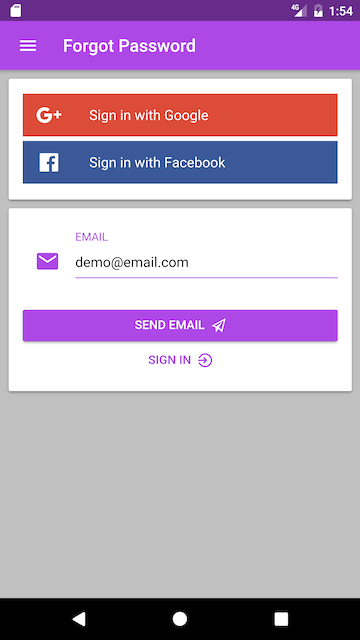 4G
1:54
Forgot Password
G+
Sign in with Google
f
Sign in with Facebook
EMAIL
demo@email.com
SEND EMAIL
SIGN IN